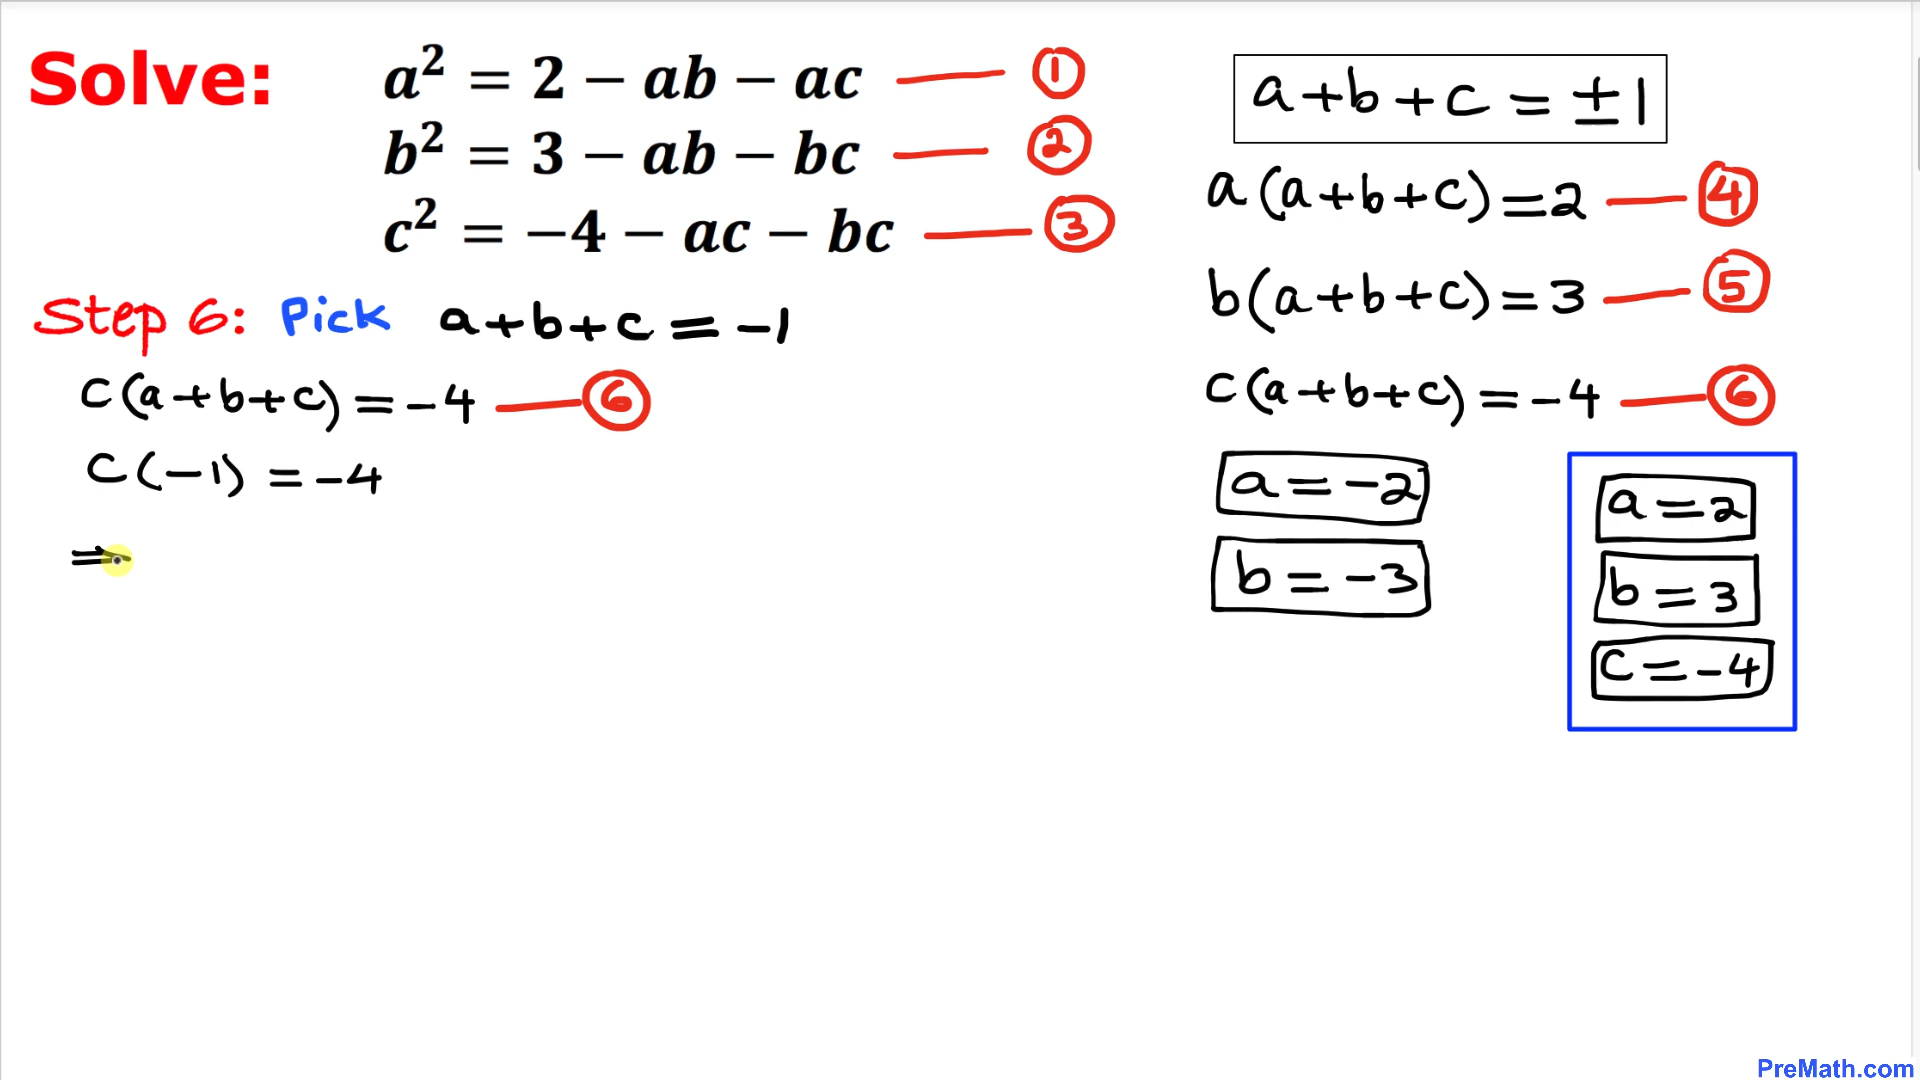 Solve:
a² = 2 − ab − ac ①
b² = 3 − ab − bc ②
c² = −4 − ac − bc ③
Step 6: Pick a+b+c = −1
c(a+b+c) = −4 ⑥
c(−1) = −4
⇒
a+b+c = ±1
a(a+b+c) = 2 ④
b(a+b+c) = 3 ⑤
c(a+b+c) = −4 ⑥
a = −2
b = −3
a = 2
b = 3
c = −4
PreMath.com